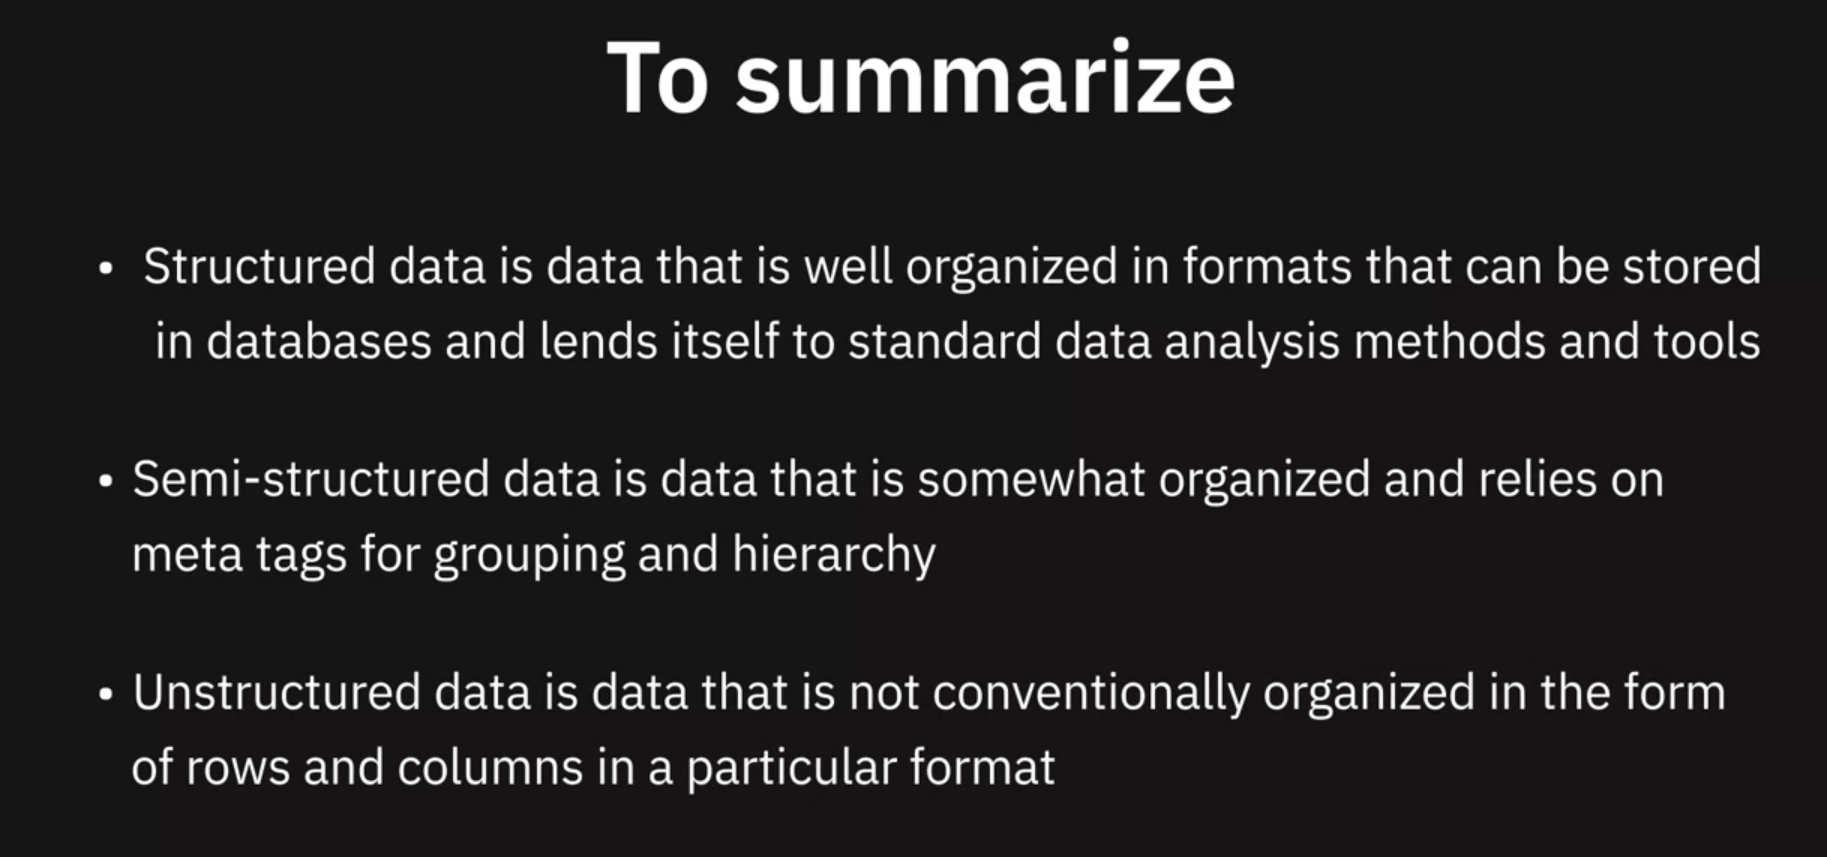 To summarize
• Structured data is data that is well organized in formats that can be stored
in databases and lends itself to standard data analysis methods and tools
• Semi-structured data is data that is somewhat organized and relies on
meta tags for grouping and hierarchy
• Unstructured data is data that is not conventionally organized in the form
of rows and columns in a particular format